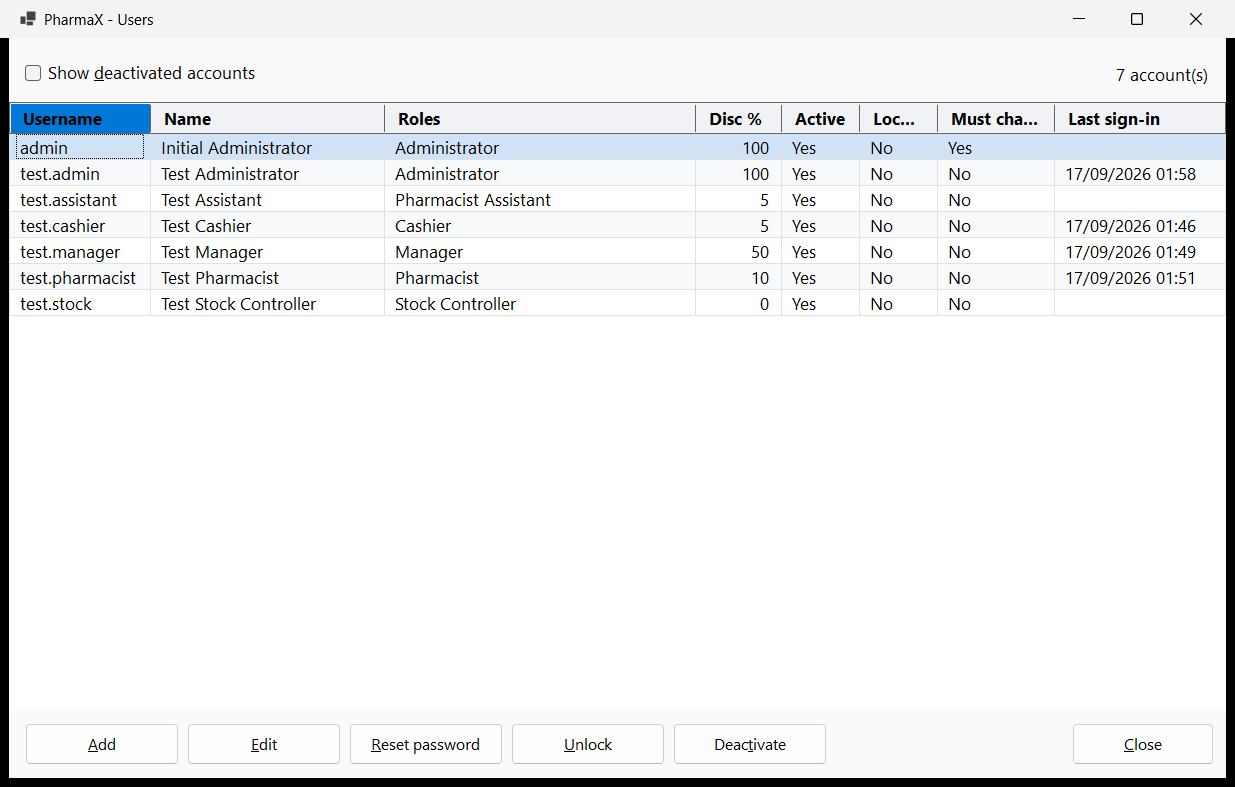 PharmaX - Users
Show deactivated accounts 7 account(s)
Username Name Roles Disc % Active Loc... Must cha... Last sign-in
admin Initial Administrator Administrator 100 Yes No Yes
test.admin Test Administrator Administrator 100 Yes No No 17/09/2026 01:58
test.assistant Test Assistant Pharmacist Assistant 5 Yes No No
test.cashier Test Cashier Cashier 5 Yes No No 17/09/2026 01:46
test.manager Test Manager Manager 50 Yes No No 17/09/2026 01:49
test.pharmacist Test Pharmacist Pharmacist 10 Yes No No 17/09/2026 01:51
test.stock Test Stock Controller Stock Controller 0 Yes No No
Add Edit Reset password Unlock Deactivate Close